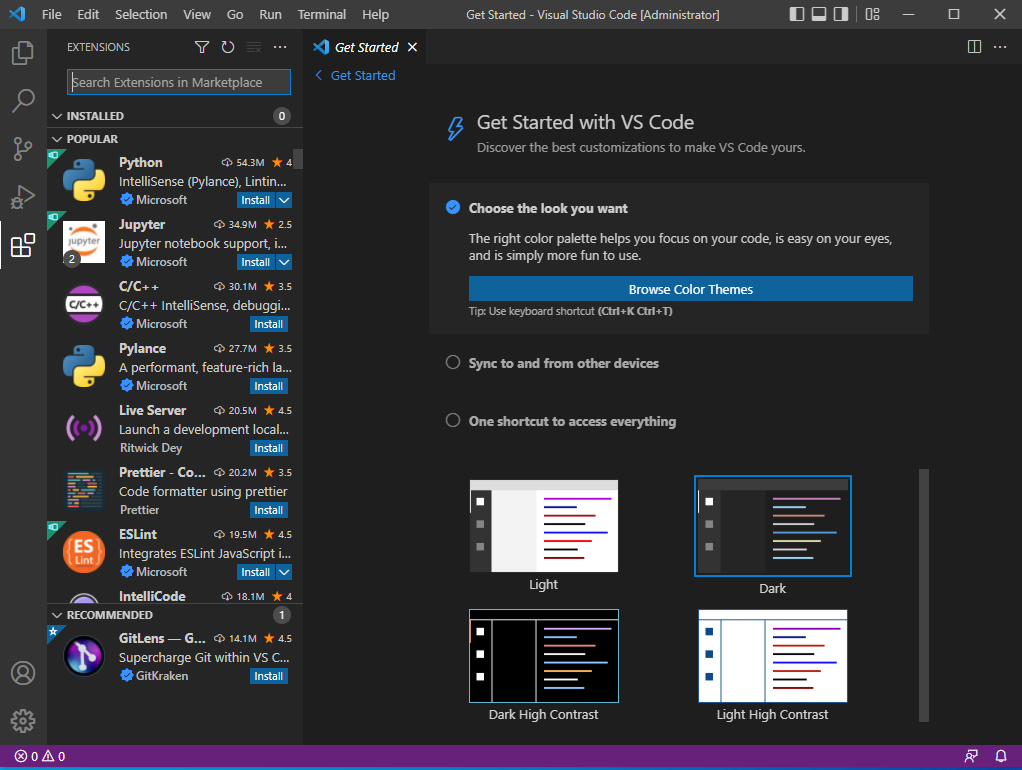 File Edit Selection View Go Run Terminal Help Get Started - Visual Studio Code [Administrator]
EXTENSIONS
Search Extensions in Marketplace
INSTALLED 0
POPULAR
Python 54.3M 4
IntelliSense (Pylance), Lintin...
Microsoft Install
Jupyter 34.9M 2.5
Jupyter notebook support, i...
Microsoft Install
jupyter
2
C/C++ 30.1M 3.5
C/C++ IntelliSense, debuggi...
Microsoft Install
C/C++
Pylance 27.7M 3.5
A performant, feature-rich la...
Microsoft Install
Live Server 20.5M 4.5
Launch a development local...
Ritwick Dey Install
Prettier - Co... 20.2M 3.5
Code formatter using prettier
Prettier Install
ESLint 19.5M 4.5
Integrates ESLint JavaScript i...
Microsoft Install
ES
Lint
IntelliCode 18.1M 4
RECOMMENDED 1
GitLens — G... 14.1M 4.5
Supercharge Git within VS C...
GitKraken Install
Get Started
Get Started
Get Started with VS Code
Discover the best customizations to make VS Code yours.
Choose the look you want
The right color palette helps you focus on your code, is easy on your eyes,
and is simply more fun to use.
Browse Color Themes
Tip: Use keyboard shortcut (Ctrl+K Ctrl+T)
Sync to and from other devices
One shortcut to access everything
Light
Dark
Dark High Contrast
Light High Contrast
0 0